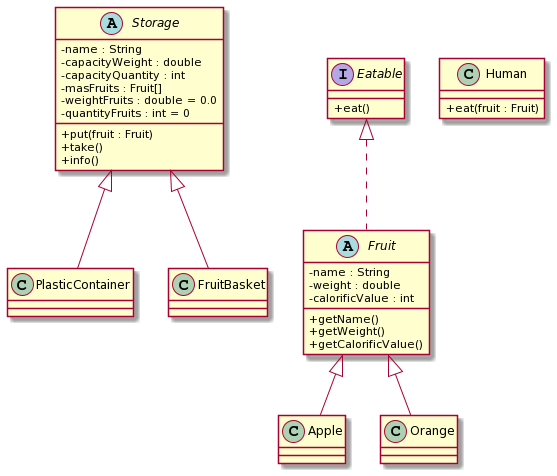 A Storage
-name : String
-capacityWeight : double
-capacityQuantity : int
-masFruits : Fruit[]
-weightFruits : double = 0.0
-quantityFruits : int = 0
+put(fruit : Fruit)
+take()
+info()
I Eatable
+eat()
C Human
+eat(fruit : Fruit)
A Fruit
-name : String
-weight : double
-calorificValue : int
+getName()
+getWeight()
+getCalorificValue()
C PlasticContainer
C FruitBasket
C Apple
C Orange